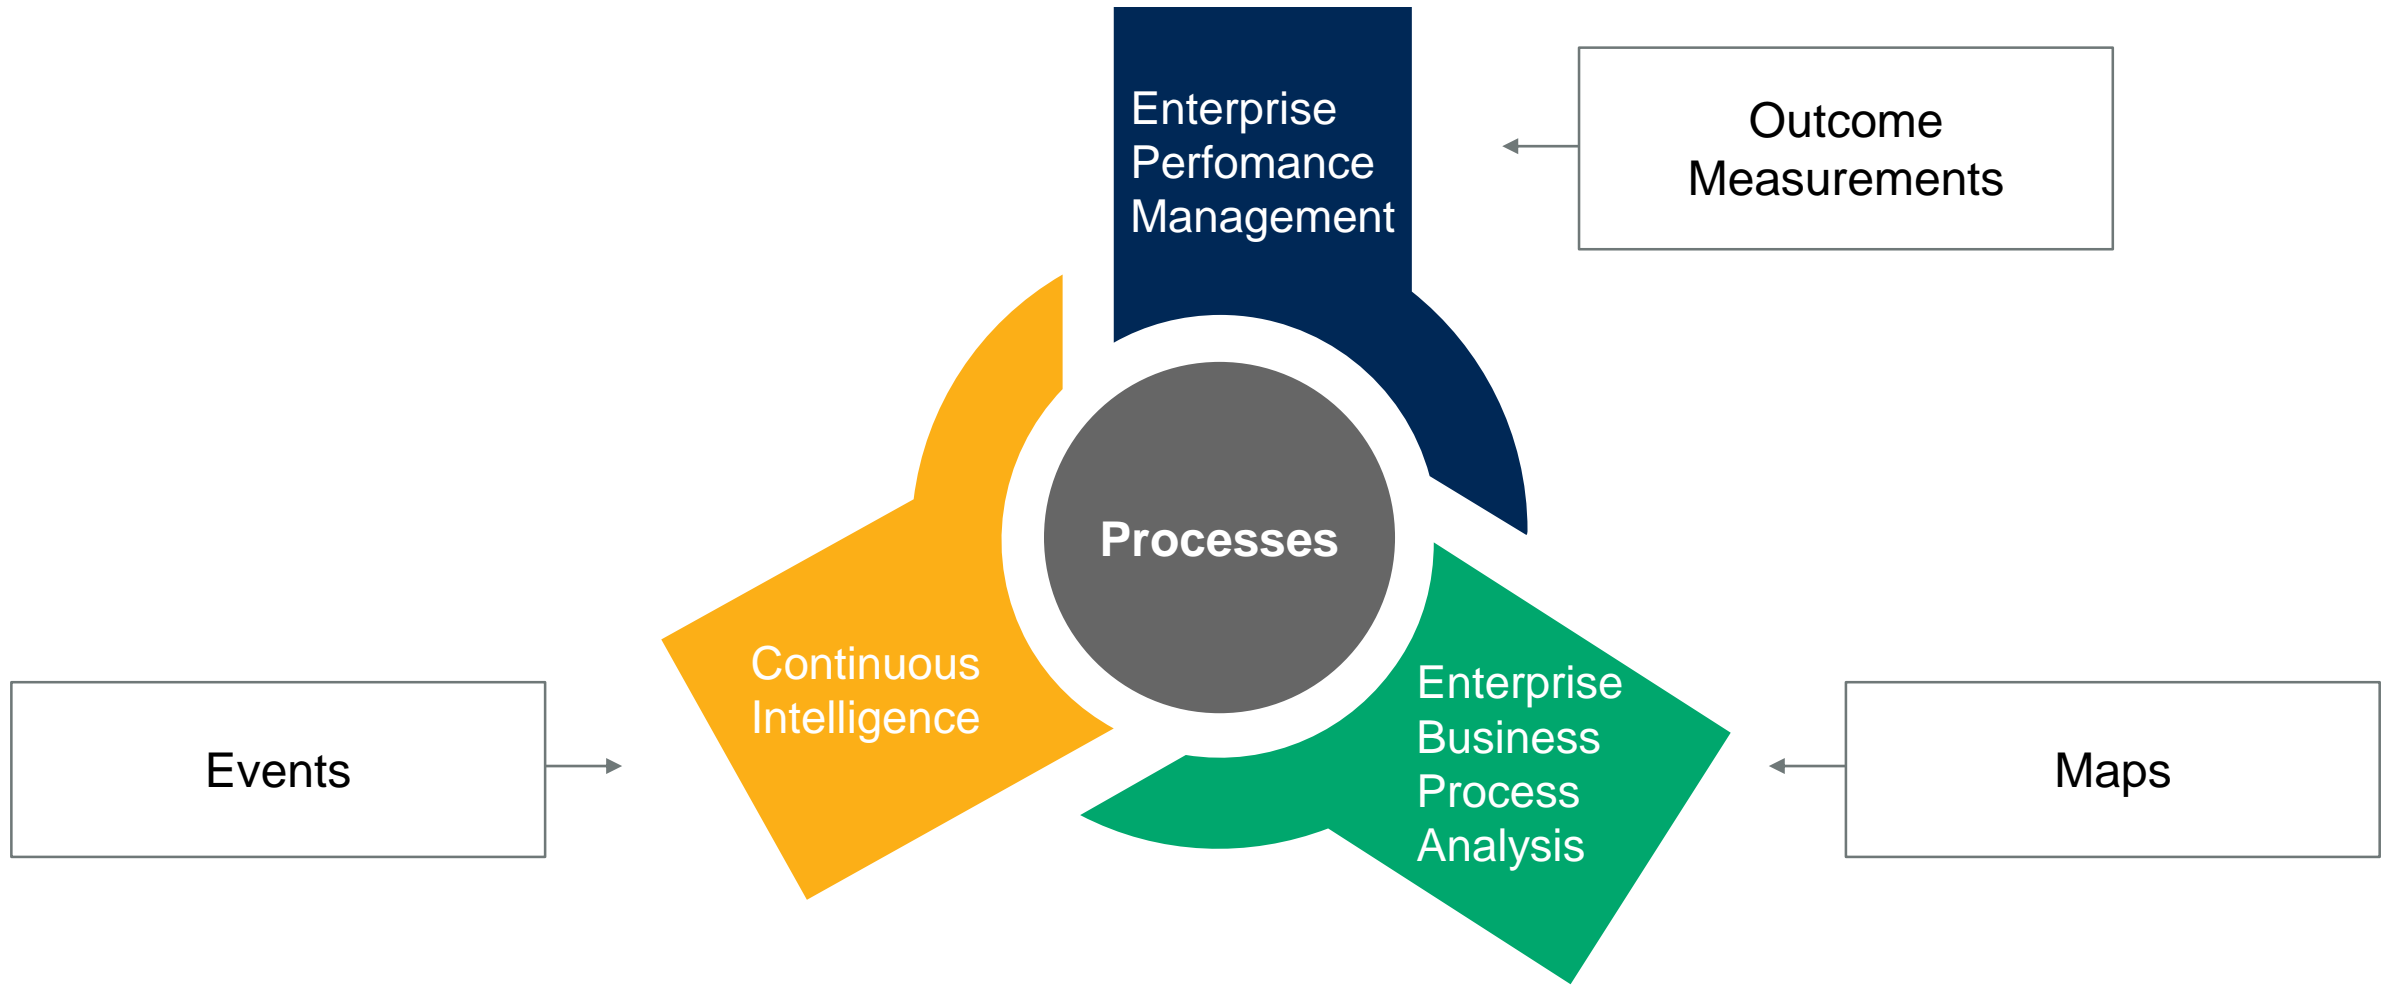 Enterprise
Perfomance
Management
Outcome
Measurements
Processes
Continuous
Intelligence
Enterprise
Business
Process
Analysis
Events
Maps